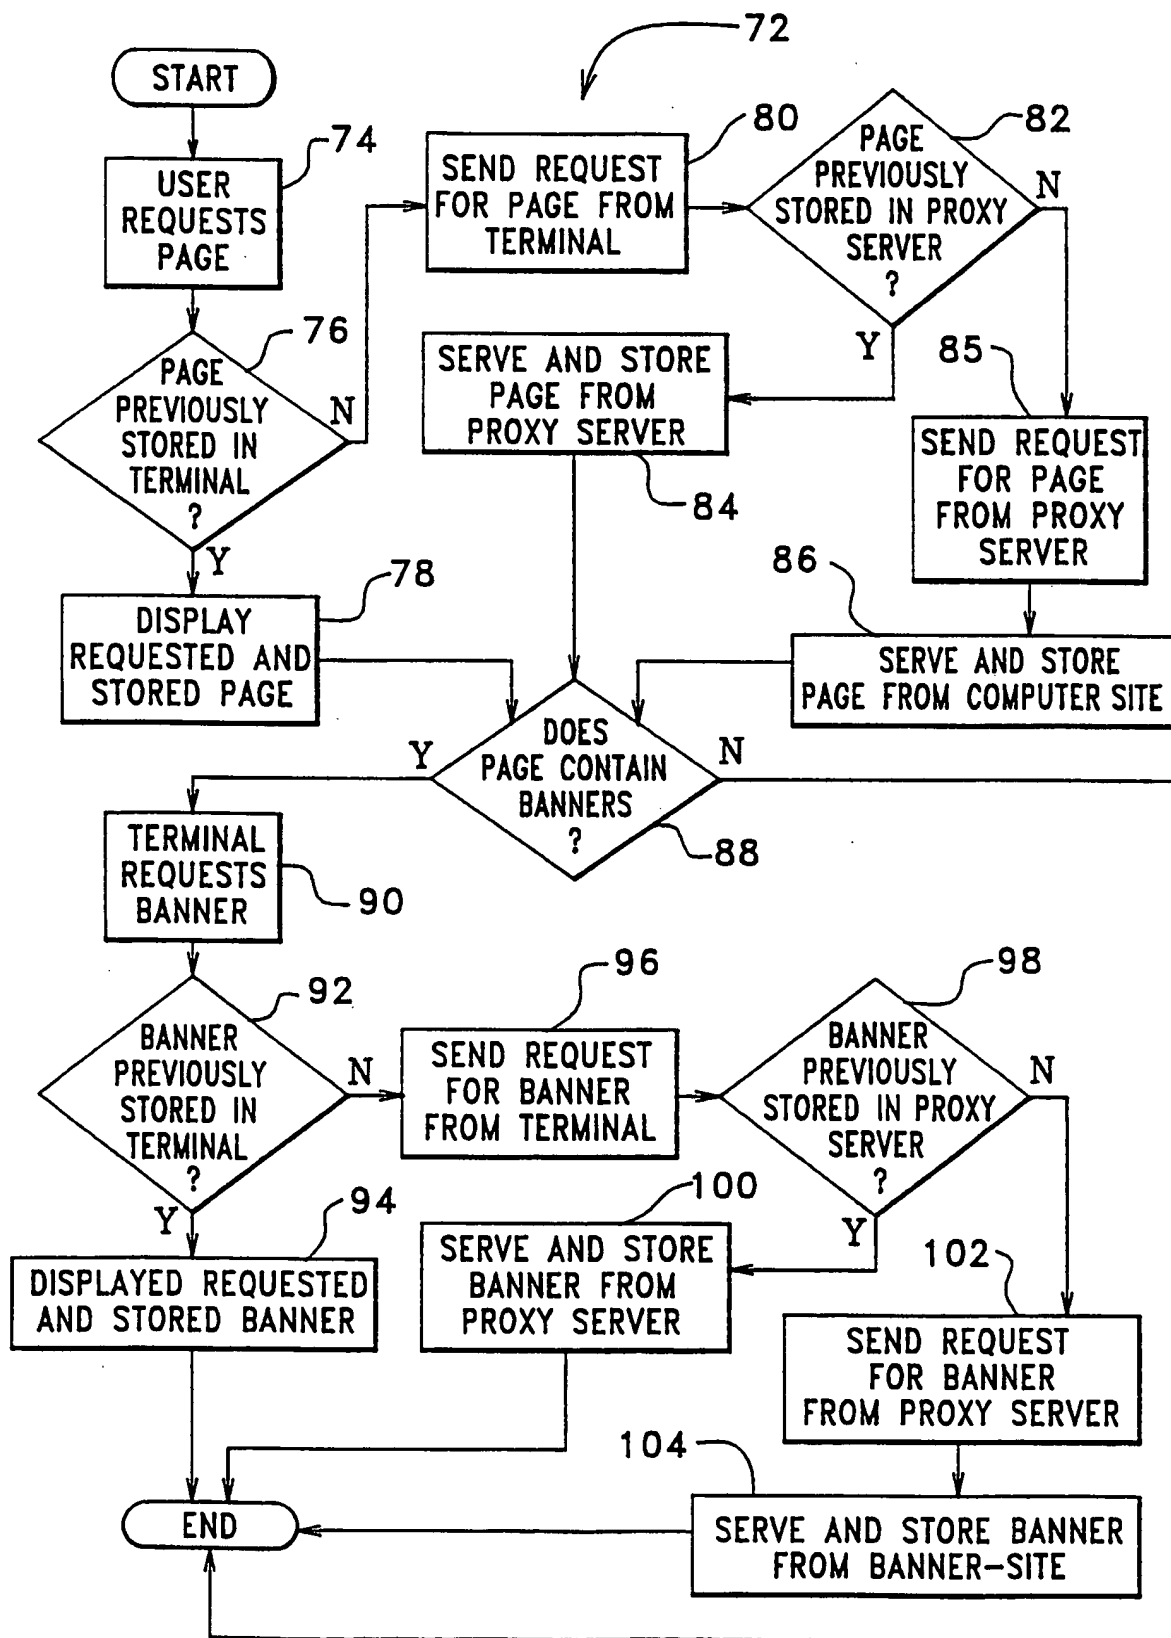 72
START
74
USER
REQUESTS
PAGE
76
PAGE
PREVIOUSLY
STORED IN
TERMINAL
?
N
Y
78
DISPLAY
REQUESTED AND
STORED PAGE
80
SEND REQUEST
FOR PAGE FROM
TERMINAL
82
PAGE
PREVIOUSLY
STORED IN PROXY
SERVER
?
N
Y
SERVE AND STORE
PAGE FROM
PROXY SERVER
84
85
SEND REQUEST
FOR PAGE
FROM PROXY
SERVER
86
SERVE AND STORE
PAGE FROM COMPUTER SITE
DOES
PAGE CONTAIN
BANNERS
?
Y
N
88
TERMINAL
REQUESTS
BANNER
90
92
BANNER
PREVIOUSLY
STORED IN
TERMINAL
?
N
Y
94
DISPLAYED REQUESTED
AND STORED BANNER
96
SEND REQUEST
FOR BANNER
FROM TERMINAL
98
BANNER
PREVIOUSLY
STORED IN PROXY
SERVER
?
N
Y
100
SERVE AND STORE
BANNER FROM
PROXY SERVER
102
SEND REQUEST
FOR BANNER
FROM PROXY SERVER
104
SERVE AND STORE BANNER
FROM BANNER-SITE
END